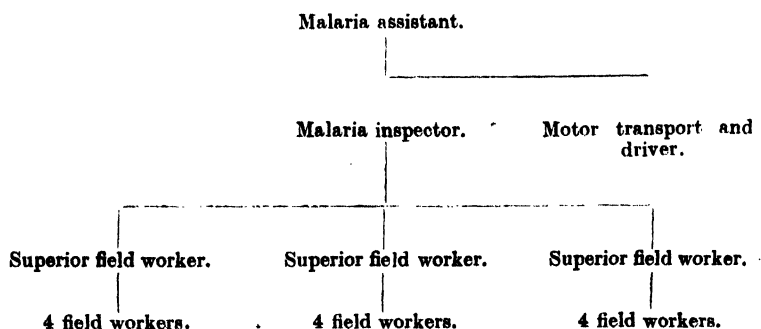 Malaria assistant.
Malaria inspector. Motor transport and
driver.
Superior field worker. Superior field worker. Superior field worker.
4 field workers. 4 field workers. 4 field workers.